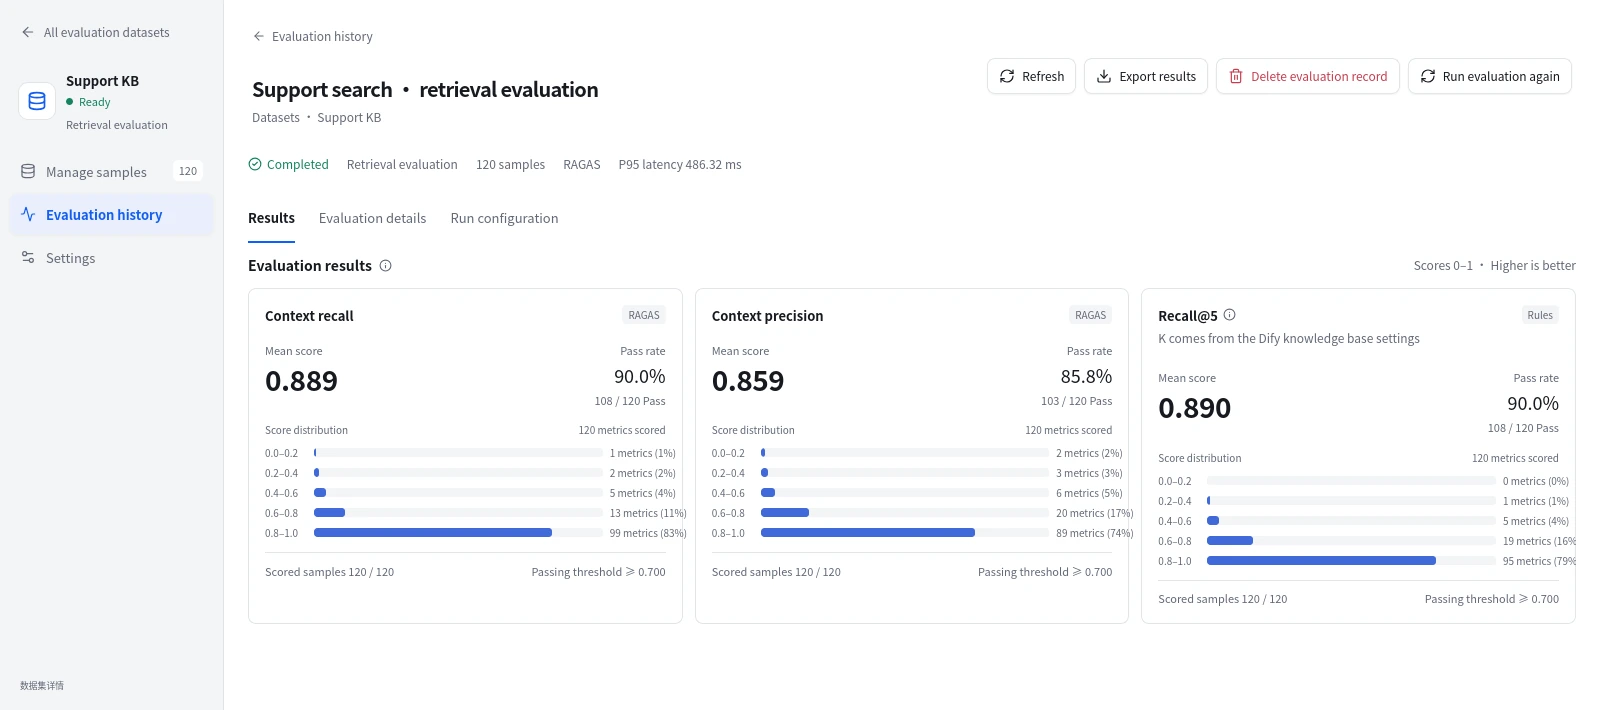 All evaluation datasets
Support KB
Ready
Retrieval evaluation
Manage samples 120
Evaluation history
Settings
数据集详情
Evaluation history
Support search • retrieval evaluation
Datasets • Support KB
Refresh
Export results
Delete evaluation record
Run evaluation again
Completed Retrieval evaluation 120 samples RAGAS P95 latency 486.32 ms
Results Evaluation details Run configuration
Evaluation results
Scores 0–1 • Higher is better
Context recall RAGAS
Mean score Pass rate
0.889 90.0%
108 / 120 Pass
Score distribution 120 metrics scored
0.0–0.2 1 metrics (1%)
0.2–0.4 2 metrics (2%)
0.4–0.6 5 metrics (4%)
0.6–0.8 13 metrics (11%)
0.8–1.0 99 metrics (83%)
Scored samples 120 / 120 Passing threshold ⩾ 0.700
Context precision RAGAS
Mean score Pass rate
0.859 85.8%
103 / 120 Pass
Score distribution 120 metrics scored
0.0–0.2 2 metrics (2%)
0.2–0.4 3 metrics (3%)
0.4–0.6 6 metrics (5%)
0.6–0.8 20 metrics (17%)
0.8–1.0 89 metrics (74%)
Scored samples 120 / 120 Passing threshold ⩾ 0.700
Recall@5 Rules
K comes from the Dify knowledge base settings
Mean score Pass rate
0.890 90.0%
108 / 120 Pass
Score distribution 120 metrics scored
0.0–0.2 0 metrics (0%)
0.2–0.4 1 metrics (1%)
0.4–0.6 5 metrics (4%)
0.6–0.8 19 metrics (16%
0.8–1.0 95 metrics (79%
Scored samples 120 / 120 Passing threshold ⩾ 0.700